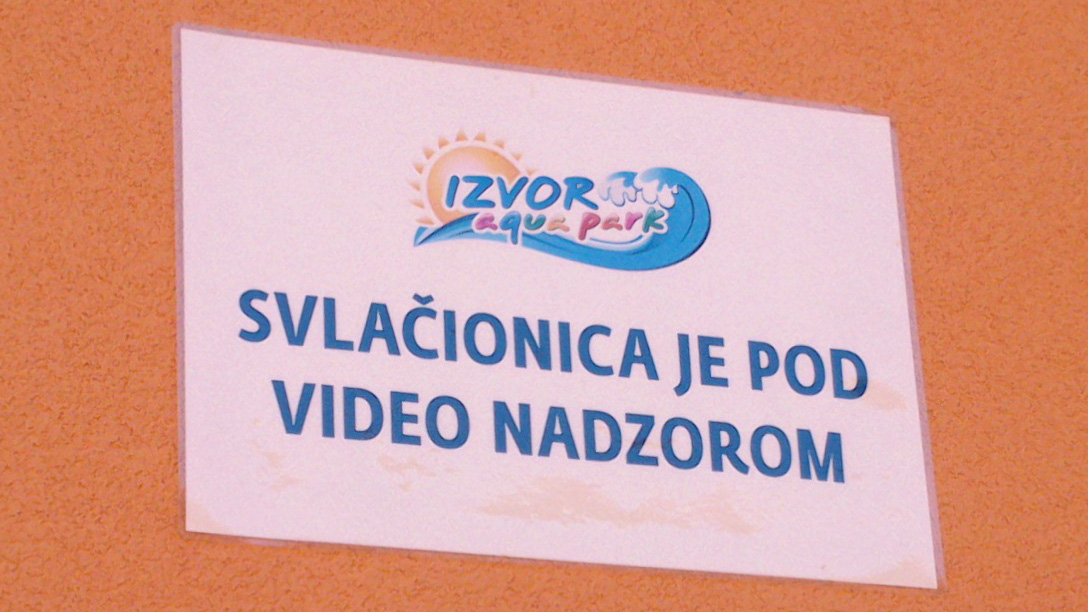 IZVOR
aqua park
SVLAČIONICA JE POD
VIDEO NADZOROM